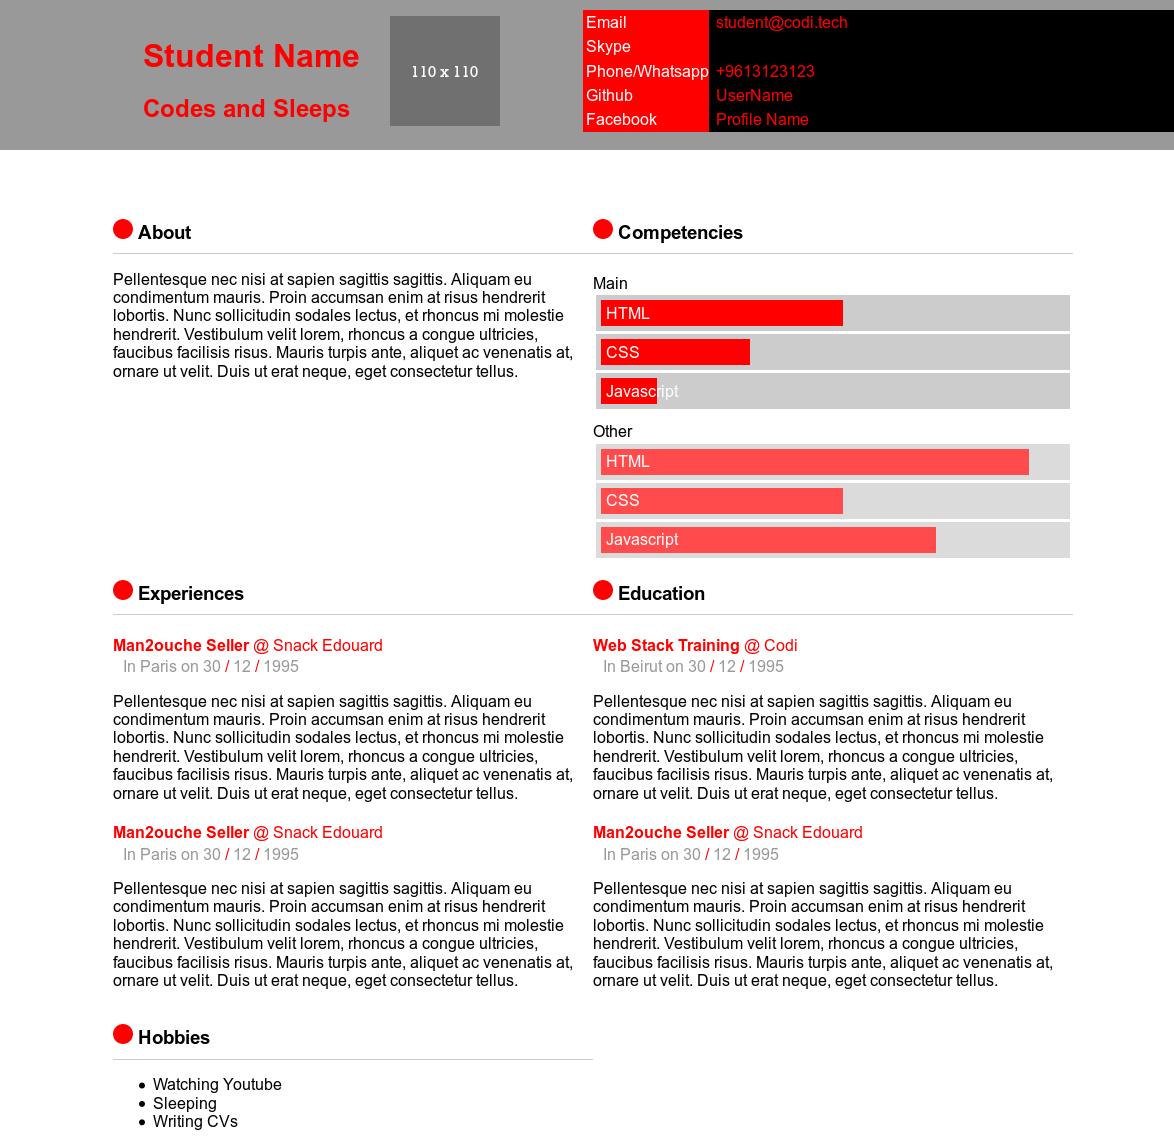 Student Name
Codes and Sleeps
110 x 110
Email student@codi.tech
Skype
Phone/Whatsapp +9613123123
Github UserName
Facebook Profile Name
About
Pellentesque nec nisi at sapien sagittis sagittis. Aliquam eu
condimentum mauris. Proin accumsan enim at risus hendrerit
lobortis. Nunc sollicitudin sodales lectus, et rhoncus mi molestie
hendrerit. Vestibulum velit lorem, rhoncus a congue ultricies,
faucibus facilisis risus. Mauris turpis ante, aliquet ac venenatis at,
ornare ut velit. Duis ut erat neque, eget consectetur tellus.
Competencies
Main
HTML
CSS
Javascript
Other
HTML
CSS
Javascript
Experiences
Man2ouche Seller @ Snack Edouard
In Paris on 30 / 12 / 1995
Pellentesque nec nisi at sapien sagittis sagittis. Aliquam eu
condimentum mauris. Proin accumsan enim at risus hendrerit
lobortis. Nunc sollicitudin sodales lectus, et rhoncus mi molestie
hendrerit. Vestibulum velit lorem, rhoncus a congue ultricies,
faucibus facilisis risus. Mauris turpis ante, aliquet ac venenatis at,
ornare ut velit. Duis ut erat neque, eget consectetur tellus.
Man2ouche Seller @ Snack Edouard
In Paris on 30 / 12 / 1995
Pellentesque nec nisi at sapien sagittis sagittis. Aliquam eu
condimentum mauris. Proin accumsan enim at risus hendrerit
lobortis. Nunc sollicitudin sodales lectus, et rhoncus mi molestie
hendrerit. Vestibulum velit lorem, rhoncus a congue ultricies,
faucibus facilisis risus. Mauris turpis ante, aliquet ac venenatis at,
ornare ut velit. Duis ut erat neque, eget consectetur tellus.
Education
Web Stack Training @ Codi
In Beirut on 30 / 12 / 1995
Pellentesque nec nisi at sapien sagittis sagittis. Aliquam eu
condimentum mauris. Proin accumsan enim at risus hendrerit
lobortis. Nunc sollicitudin sodales lectus, et rhoncus mi molestie
hendrerit. Vestibulum velit lorem, rhoncus a congue ultricies,
faucibus facilisis risus. Mauris turpis ante, aliquet ac venenatis at,
ornare ut velit. Duis ut erat neque, eget consectetur tellus.
Man2ouche Seller @ Snack Edouard
In Paris on 30 / 12 / 1995
Pellentesque nec nisi at sapien sagittis sagittis. Aliquam eu
condimentum mauris. Proin accumsan enim at risus hendrerit
lobortis. Nunc sollicitudin sodales lectus, et rhoncus mi molestie
hendrerit. Vestibulum velit lorem, rhoncus a congue ultricies,
faucibus facilisis risus. Mauris turpis ante, aliquet ac venenatis at,
ornare ut velit. Duis ut erat neque, eget consectetur tellus.
Hobbies
• Watching Youtube
• Sleeping
• Writing CVs